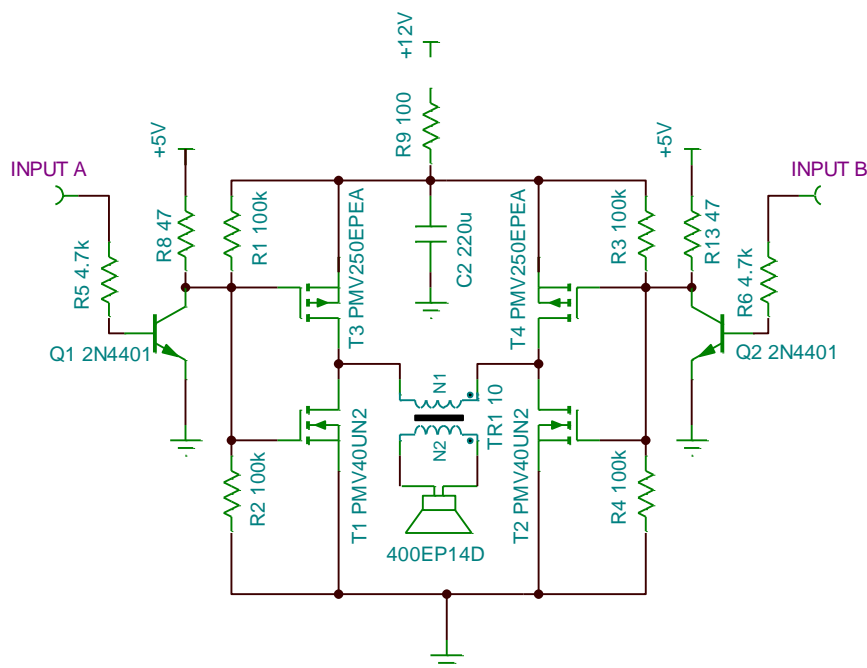 +12V
R9 100
+5V
+5V
INPUT A
INPUT B
R8 47
R1 100k
T3 PMV250EPEA
C2 220u
T4 PMV250EPEA
R3 100k
R13 47
R5 4.7k
R6 4.7k
Q1 2N4401
Q2 2N4401
N1
TR1 10
N2
R2 100k
T1 PMV40UN2
T2 PMV40UN2
R4 100k
400EP14D